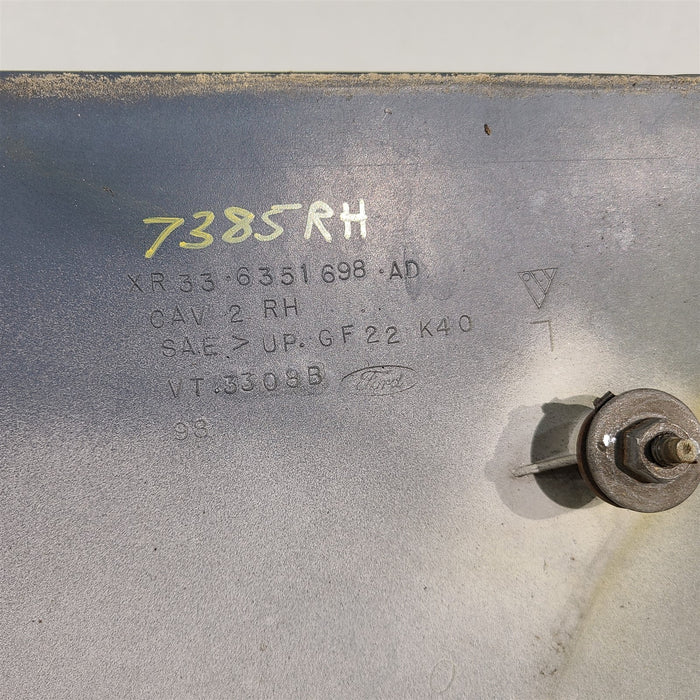 7385RH
XR33·6351698·AD
CAV 2 RH
SAE > UP. GF22 K40
VT.3309B Ford
98